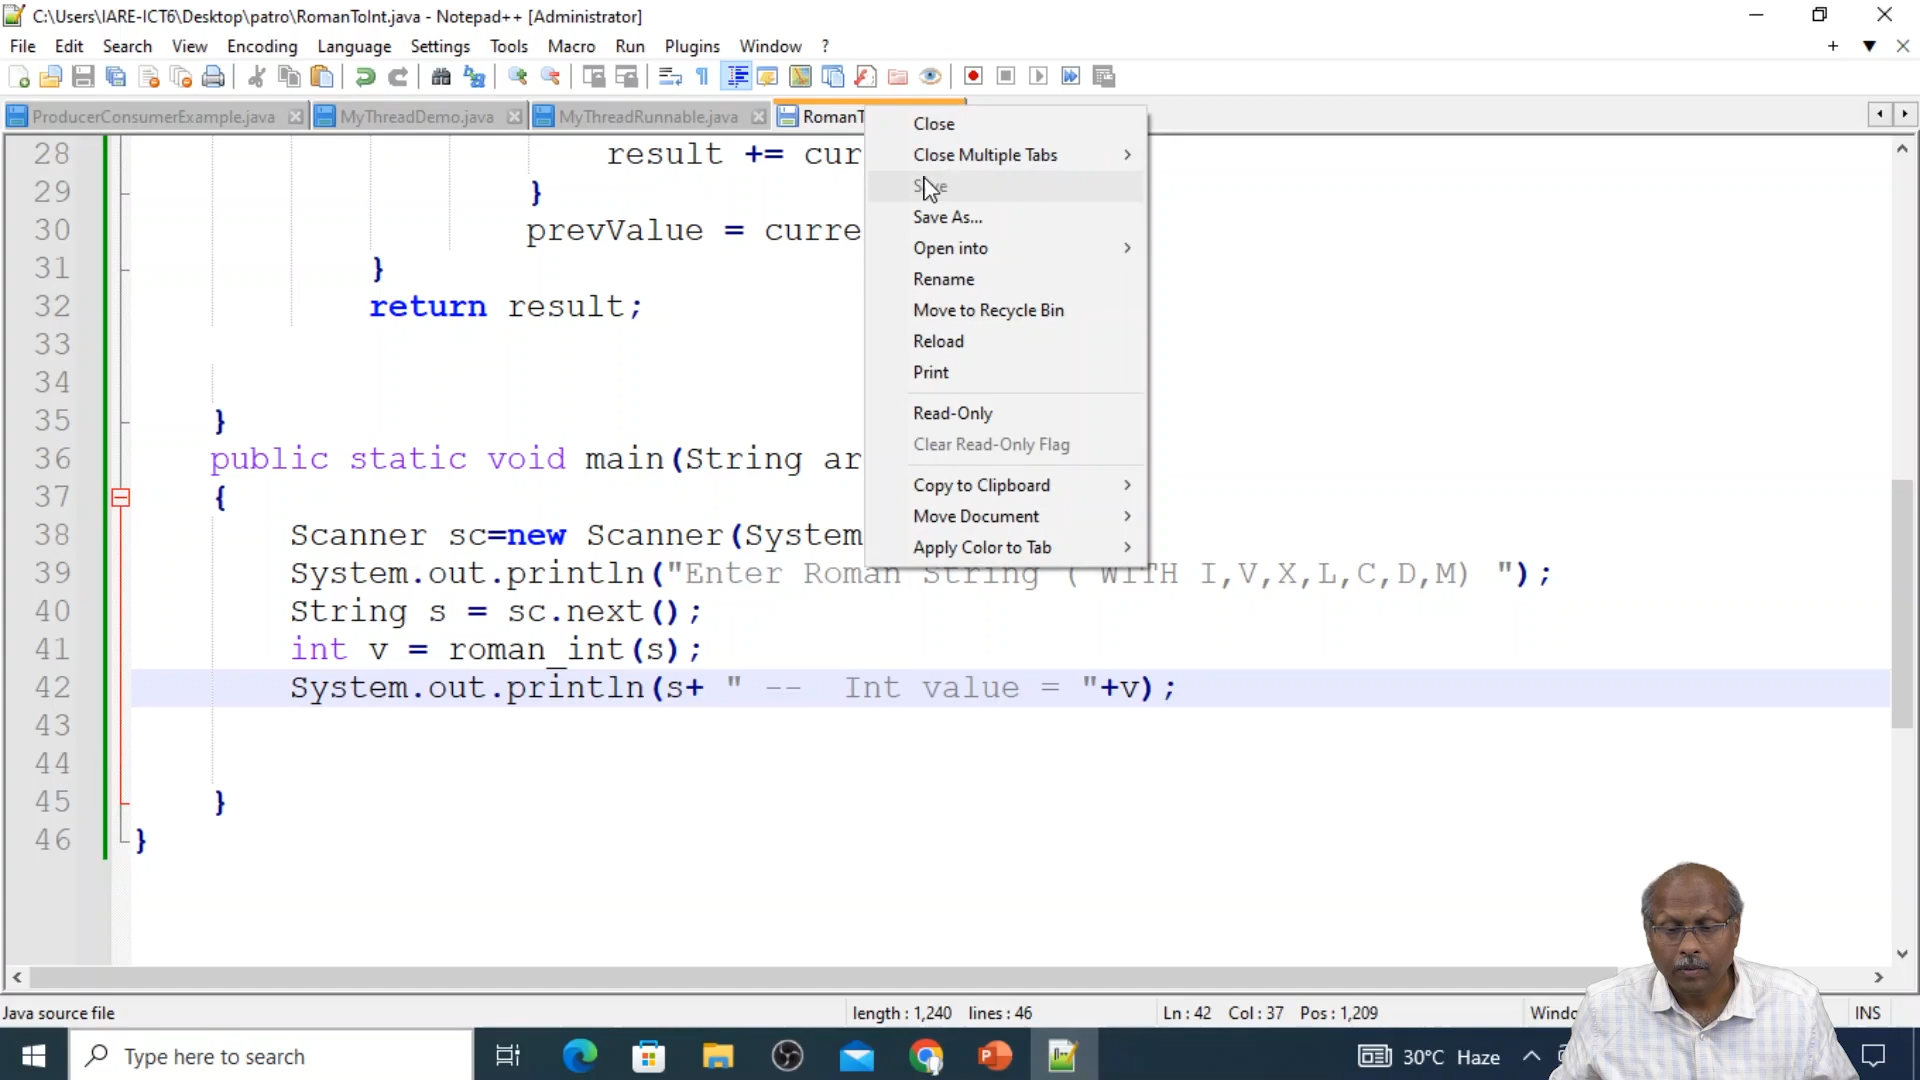 C:\Users\IARE-ICT6\Desktop\patro\RomanToInt.java - Notepad++ [Administrator]
File Edit Search View Encoding Language Settings Tools Macro Run Plugins Window ?
ProducerConsumerExample.java MyThreadDemo.java MyThreadRunnable.java RomanT
Close
Close Multiple Tabs
Save
Save As...
Open into
Rename
Move to Recycle Bin
Reload
Print
Read-Only
Clear Read-Only Flag
Copy to Clipboard
Move Document
Apply Color to Tab
28 result += cur
29 }
30 prevValue = curre
31 }
32 return result;
33
34
35 }
36 public static void main(String ar
37 {
38 Scanner sc=new Scanner(System
39 System.out.println("Enter Roman String ( WITH I,V,X,L,C,D,M) ");
40 String s = sc.next();
41 int v = roman_int(s);
42 System.out.println(s+ " --  Int value = "+v);
43
44
45 }
46 }
Java source file length : 1,240 lines : 46 Ln : 42 Col : 37 Pos : 1,209 Windo INS
Type here to search 30°C Haze